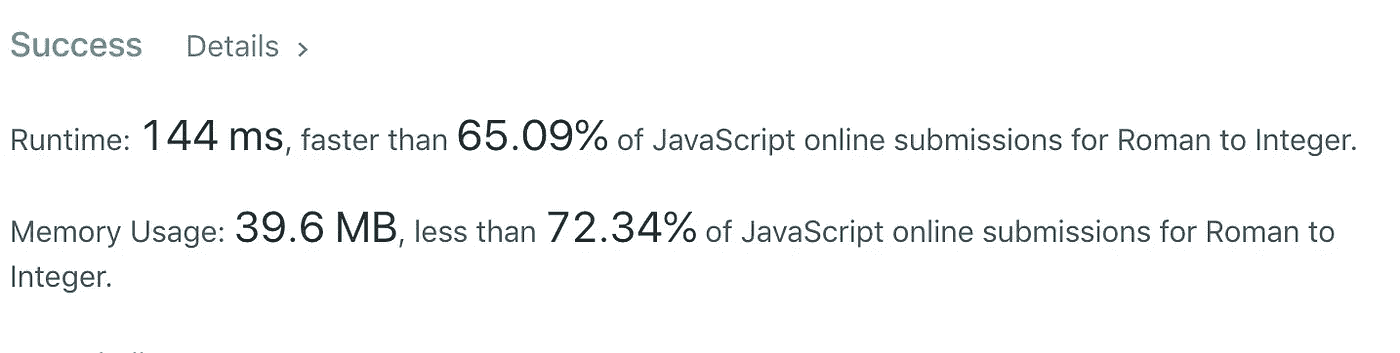 Success Details >
Runtime: 144 ms, faster than 65.09% of JavaScript online submissions for Roman to Integer.
Memory Usage: 39.6 MB, less than 72.34% of JavaScript online submissions for Roman to
Integer.